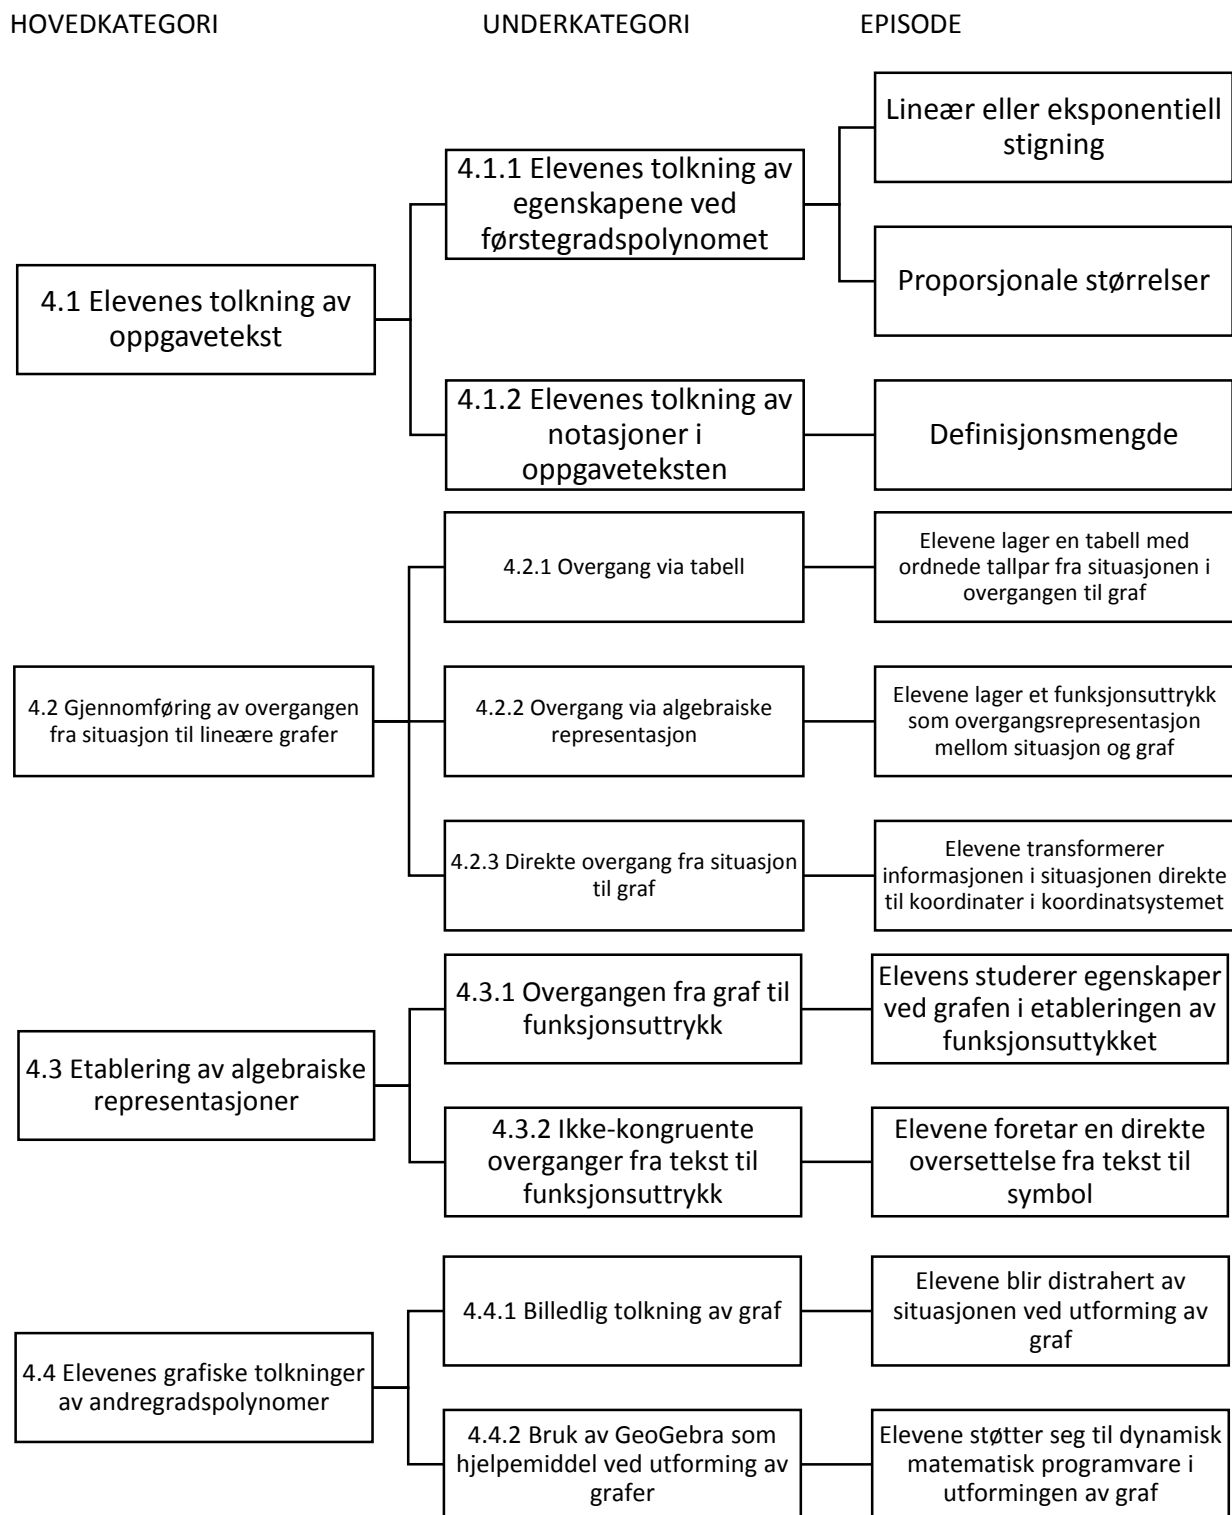 HOVEDKATEGORI
UNDERKATEGORI
EPISODE
4.1 Elevenes tolkning av
oppgavetekst
4.1.1 Elevenes tolkning av
egenskapene ved
førstegradspolynomet
Lineær eller eksponentiell
stigning
Proporsjonale størrelser
4.1.2 Elevenes tolkning av
notasjoner i
oppgaveteksten
Definisjonsmengde
4.2 Gjennomføring av overgangen
fra situasjon til lineære grafer
4.2.1 Overgang via tabell
Elevene lager en tabell med
ordnede tallpar fra situasjonen i
overgangen til graf
4.2.2 Overgang via algebraiske
representasjon
Elevene lager et funksjonsuttrykk
som overgangsrepresentasjon
mellom situasjon og graf
4.2.3 Direkte overgang fra situasjon
til graf
Elevene transformerer
informasjonen i situasjonen direkte
til koordinater i koordinatsystemet
4.3 Etablering av algebraiske
representasjoner
4.3.1 Overgangen fra graf til
funksjonsuttrykk
Elevens studerer egenskaper
ved grafen i etableringen av
funksjonsuttykket
4.3.2 Ikke-kongruente
overganger fra tekst til
funksjonsuttrykk
Elevene foretar en direkte
oversettelse fra tekst til
symbol
4.4 Elevenes grafiske tolkninger
av andregradspolynomer
4.4.1 Billedlig tolkning av graf
Elevene blir distrahert av
situasjonen ved utforming av
graf
4.4.2 Bruk av GeoGebra som
hjelpemiddel ved utforming av
grafer
Elevene støtter seg til dynamisk
matematisk programvare i
utformingen av graf